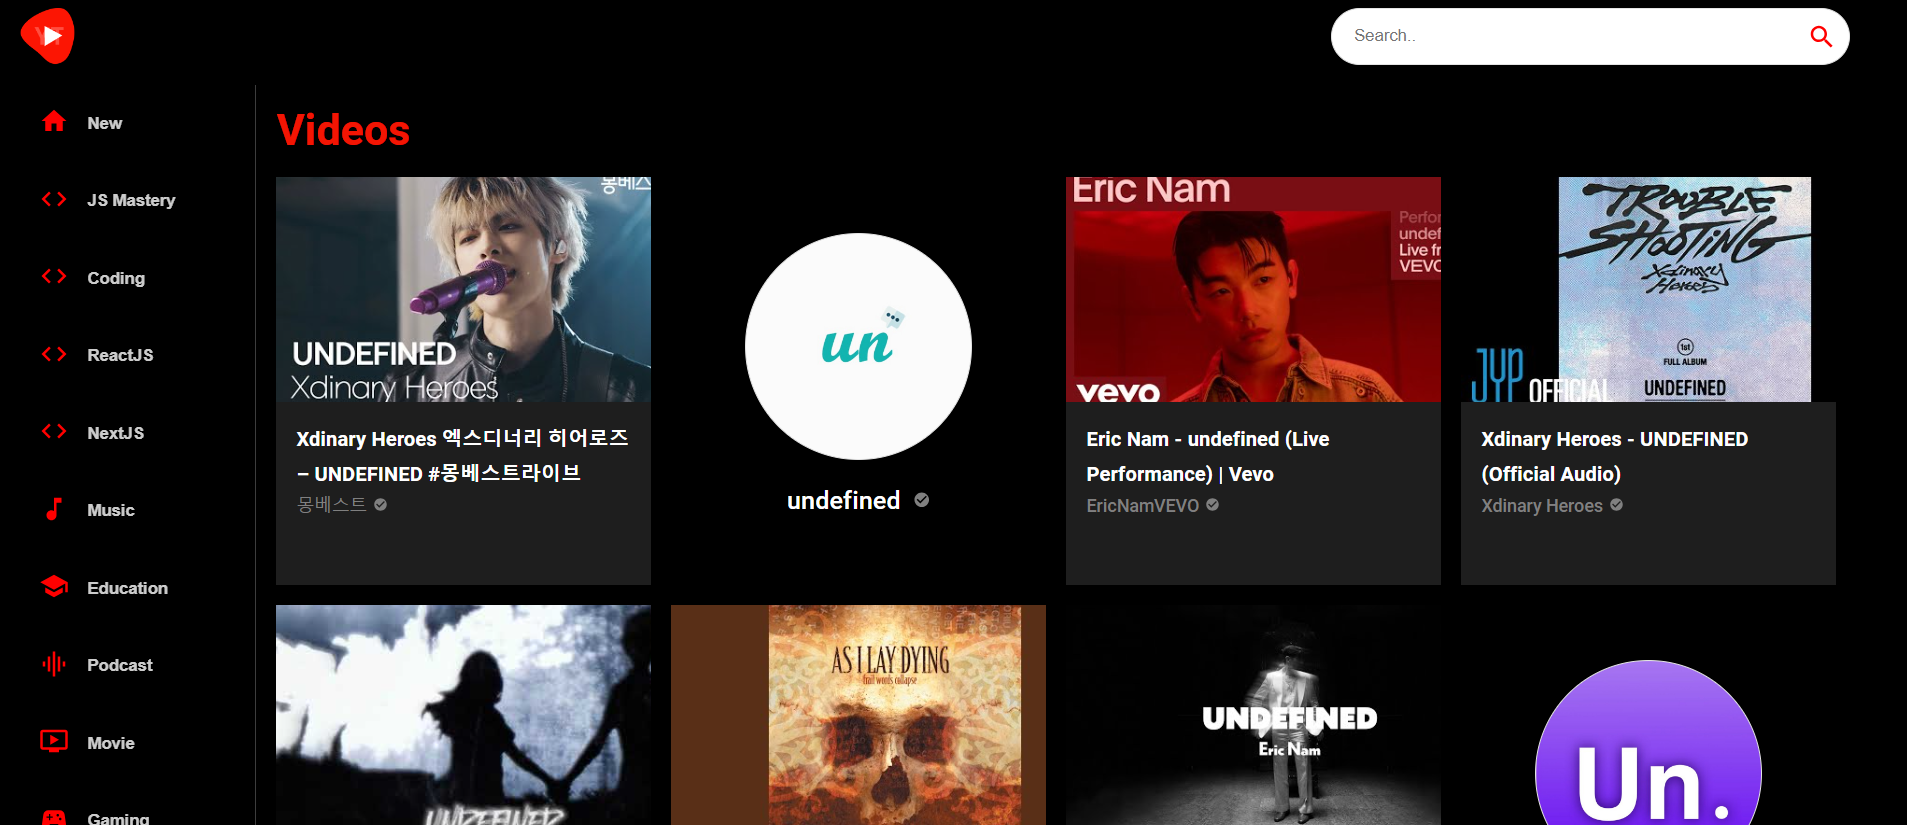 Search..
New
JS Mastery
Coding
ReactJS
NextJS
Music
Education
Podcast
Movie
Gaming
Videos
몽베스
UNDEFINED
Xdinary Heroes
Xdinary Heroes 엑스디너리 히어로즈
– UNDEFINED #몽베스트라이브
몽베스트
un
undefined
Eric Nam
Perfor
undef
Live f
VEVO
vevo
Eric Nam - undefined (Live
Performance) | Vevo
EricNamVEVO
TROUBLE
SHOOTING
Xdinary
Heroes
1st
FULL ALBUM
UNDEFINED
JYP OFFICIAL
Xdinary Heroes - UNDEFINED
(Official Audio)
Xdinary Heroes
UNDEFINED
AS I LAY DYING
frail words collapse
UNDEFINED
Eric Nam
Un.